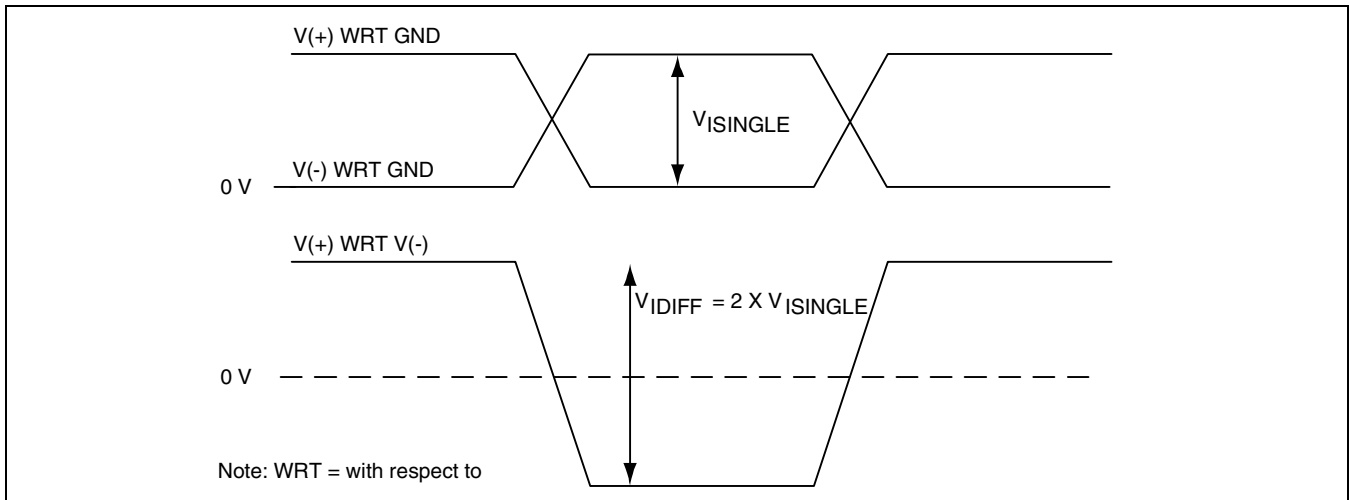 V(+) WRT GND
VISINGLE
V(-) WRT GND
0 V
V(+) WRT V(-)
VIDIFF = 2 X VISINGLE
0 V
Note: WRT = with respect to